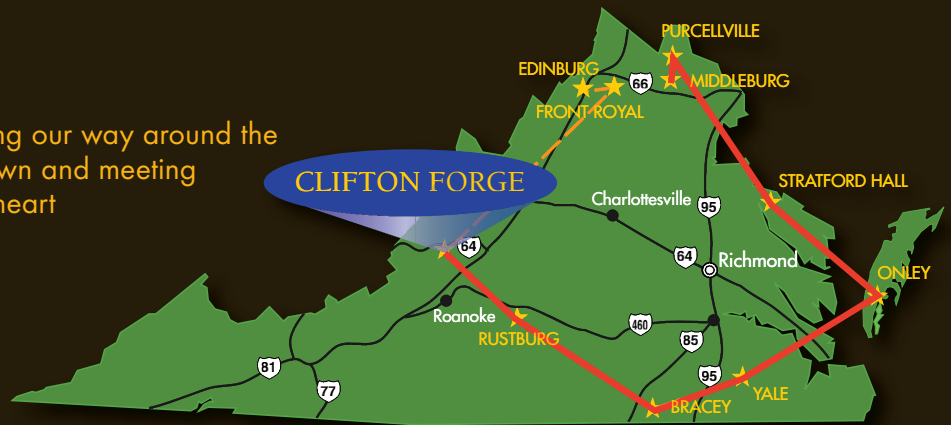 PURCELLVILLE
EDINBURG
66
MIDDLEBURG
FRONT ROYAL
ng our way around the
wn and meeting
heart
CLIFTON FORGE
STRATFORD HALL
Charlottesville
95
64
64
Richmond
ONLEY
Roanoke
460
RUSTBURG
85
81
95
77
YALE
BRACEY